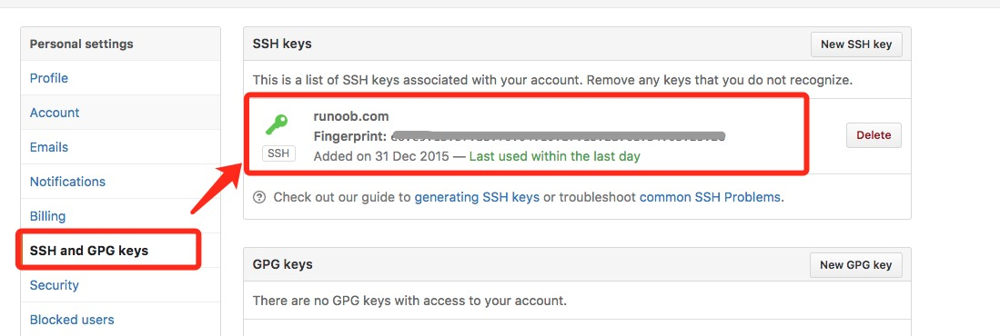 Personal settings
Profile
Account
Emails
Notifications
Billing
SSH and GPG keys
Security
Blocked users
SSH keys
New SSH key
This is a list of SSH keys associated with your account. Remove any keys that you do not recognize.
runoob.com
Fingerprint:
SSH
Added on 31 Dec 2015 — Last used within the last day
Delete
Check out our guide to generating SSH keys or troubleshoot common SSH Problems.
GPG keys
New GPG key
There are no GPG keys with access to your account.